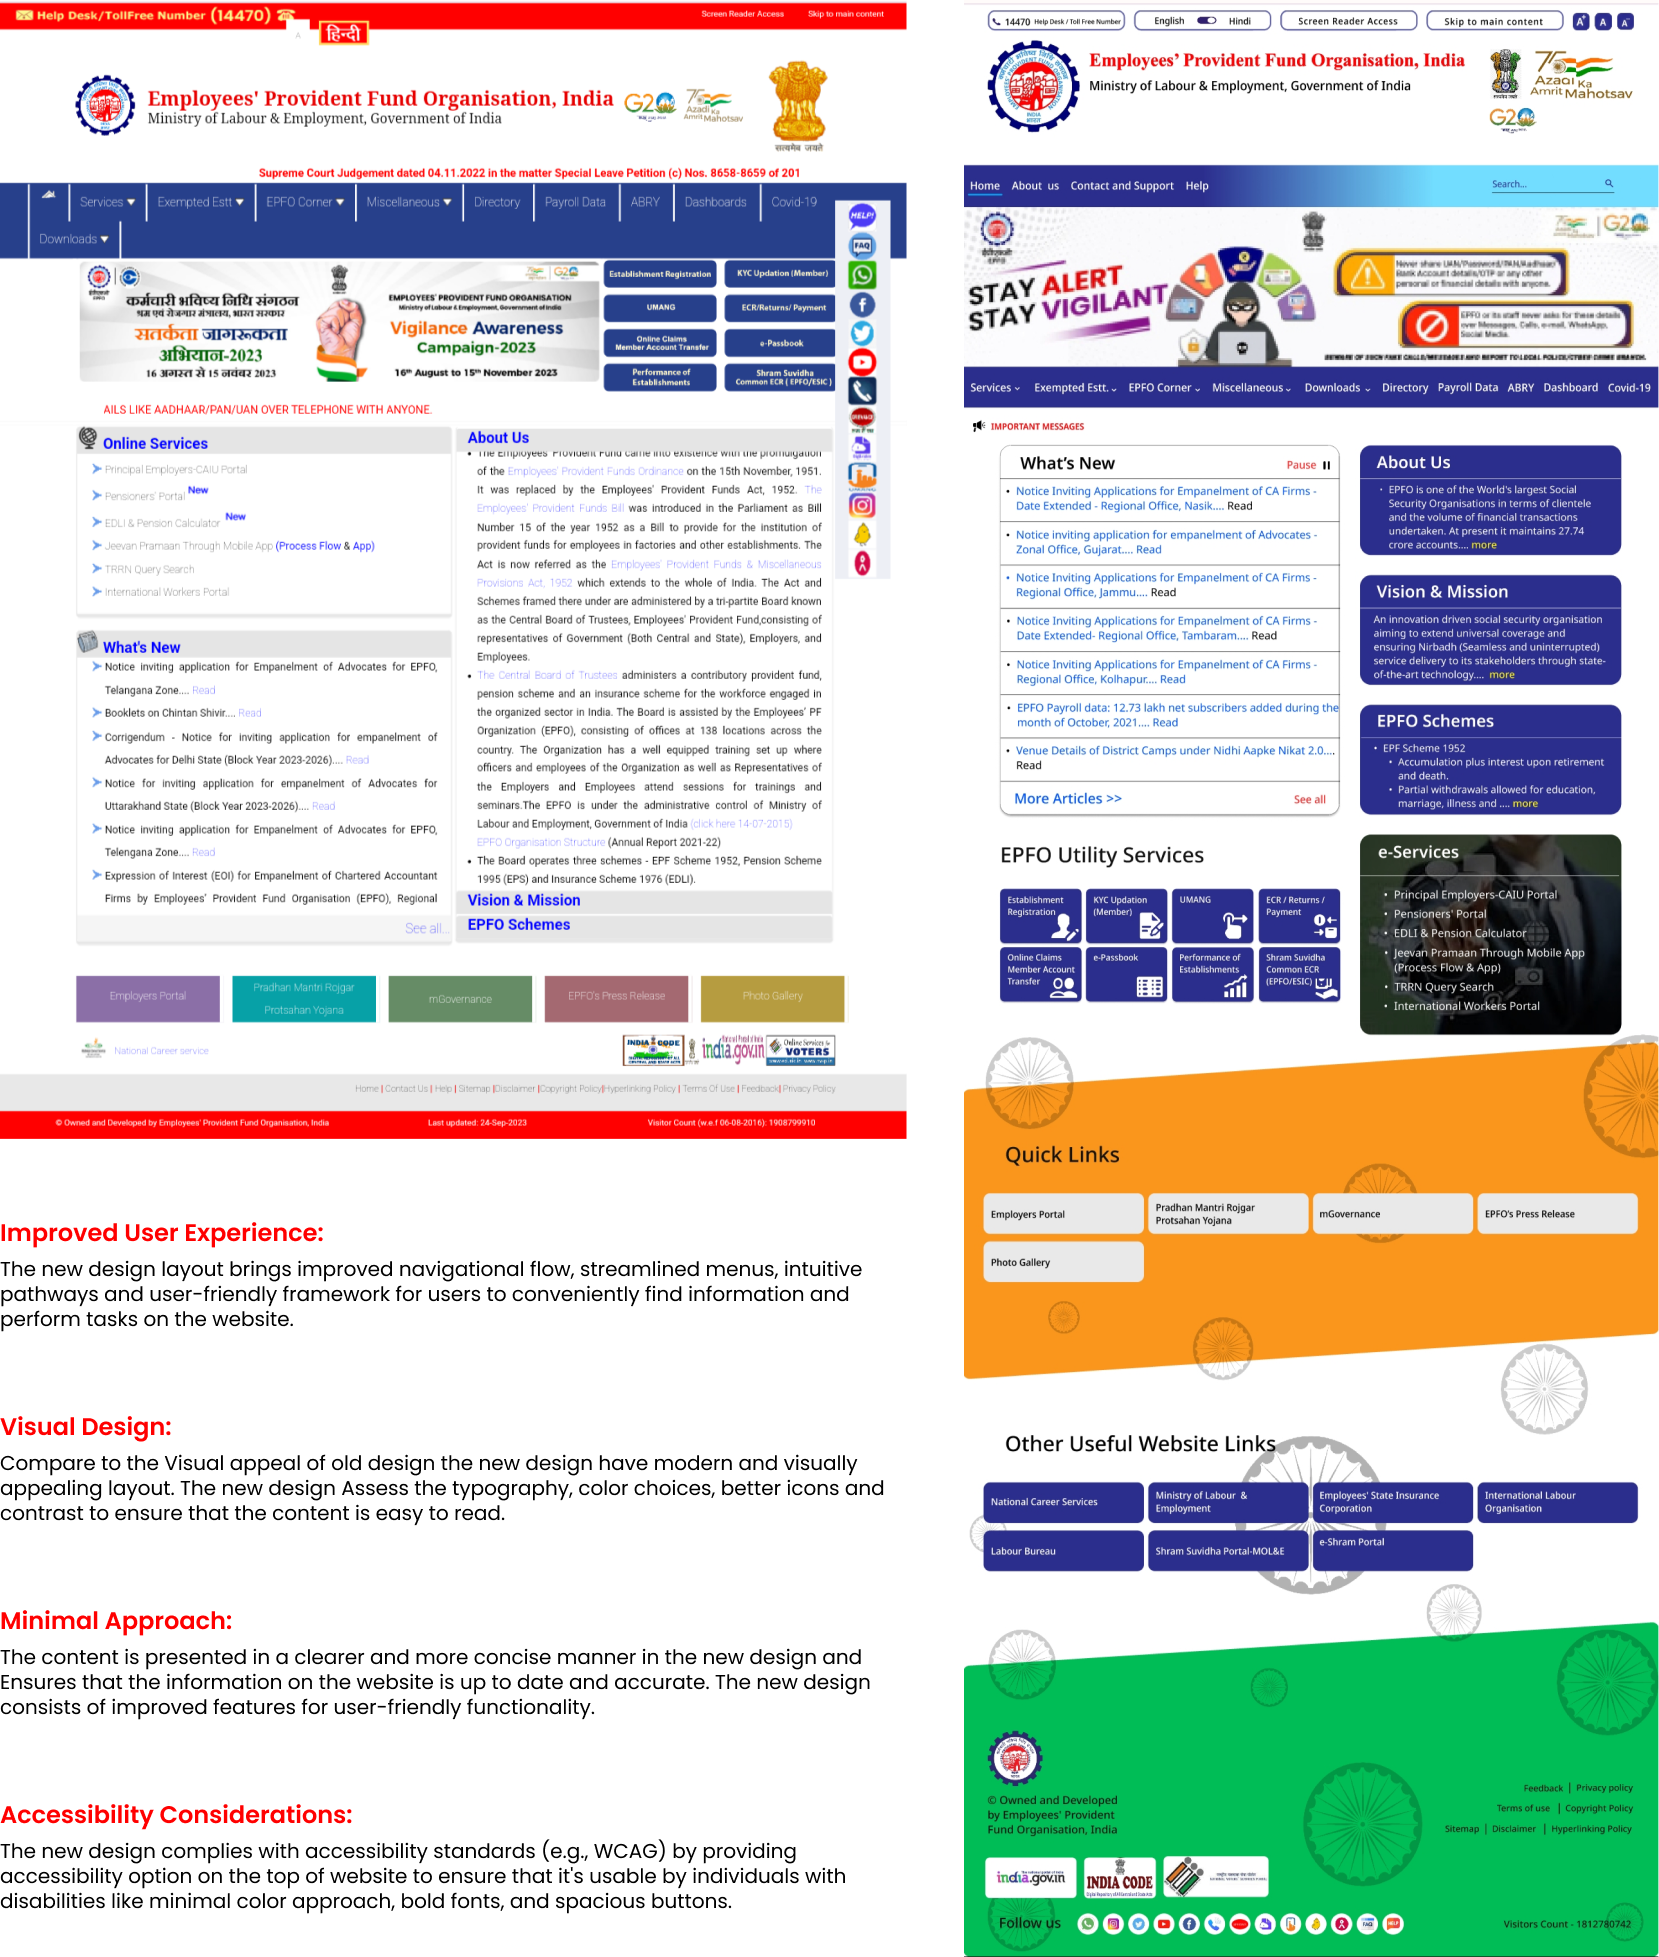 Help Desk/TollFree Number (14470)
Screen Reader Access
Skip to main content
A
हिन्दी
Employees' Provident Fund Organisation, India
Ministry of Labour & Employment, Government of India
G20
75
Azadi Ka
Amrit Mahotsav
सत्यमेव जयते
Supreme Court Judgement dated 04.11.2022 in the matter Special Leave Petition (c) Nos. 8658-8659 of 201
Services
Exempted Estt
EPFO Corner
Miscellaneous
Directory
Payroll Data
ABRY
Dashboards
Covid-19
Downloads
HELP!
FAQ
कर्मचारी भविष्य निधि संगठन
श्रम एवं रोजगार मंत्रालय, भारत सरकार
सतर्कता जागरूकता
अभियान-2023
16 अगस्त से 15 नवंबर 2023
EMPLOYEES' PROVIDENT FUND ORGANISATION
Ministry of Labour & Employment, Government of India
Vigilance Awareness
Campaign-2023
16th August to 15th November 2023
Establishment Registration
KYC Updation (Member)
UMANG
ECR/Returns/ Payment
Online Claims
Member Account Transfer
e-Passbook
Performance of
Establishments
Shram Suvidha
Common ECR ( EPFO/ESIC )
AILS LIKE AADHAAR/PAN/UAN OVER TELEPHONE WITH ANYONE.
Online Services
Principal Employers-CAIU Portal
Pensioners' Portal New
EDLI & Pension Calculator New
Jeevan Pramaan Through Mobile App (Process Flow & App)
TRRN Query Search
International Workers Portal
What's New
Notice inviting application for Empanelment of Advocates for EPFO,
Telangana Zone.... Read
Booklets on Chintan Shivir.... Read
Corrigendum - Notice for inviting application for empanelment of
Advocates for Delhi State (Block Year 2023-2026).... Read
Notice for inviting application for empanelment of Advocates for
Uttarakhand State (Block Year 2023-2026).... Read
Notice inviting application for Empanelment of Advocates for EPFO,
Telengana Zone.... Read
Expression of Interest (EOI) for Empanelment of Chartered Accountant
Firms by Employees' Provident Fund Organisation (EPFO), Regional
See all...
About Us
The Employees' Provident Fund came into existence with the promulgation
of the Employees' Provident Funds Ordinance on the 15th November, 1951.
It was replaced by the Employees' Provident Funds Act, 1952. The
Employees' Provident Funds Bill was introduced in the Parliament as Bill
Number 15 of the year 1952 as a Bill to provide for the institution of
provident funds for employees in factories and other establishments. The
Act is now referred as the Employees' Provident Funds & Miscellaneous
Provisions Act, 1952 which extends to the whole of India. The Act and
Schemes framed there under are administered by a tri-partite Board known
as the Central Board of Trustees, Employees' Provident Fund,consisting of
representatives of Government (Both Central and State), Employers, and
Employees.
The Central Board of Trustees administers a contributory provident fund,
pension scheme and an insurance scheme for the workforce engaged in
the organized sector in India. The Board is assisted by the Employees' PF
Organization (EPFO), consisting of offices at 138 locations across the
country. The Organization has a well equipped training set up where
officers and employees of the Organization as well as Representatives of
the Employers and Employees attend sessions for trainings and
seminars.The EPFO is under the administrative control of Ministry of
Labour and Employment, Government of India (click here 14-07-2015)
EPFO Organisation Structure (Annual Report 2021-22)
The Board operates three schemes - EPF Scheme 1952, Pension Scheme
1995 (EPS) and Insurance Scheme 1976 (EDLI).
Vision & Mission
EPFO Schemes
Employers Portal
Pradhan Mantri Rojgar
Protsahan Yojana
mGovernance
EPFO's Press Release
Photo Gallery
National Career service
INDIA CODE
india.gov.in
Online Services
VOTERS
Home | Contact Us | Help | Sitemap |Disclaimer |Copyright Policy|Hyperlinking Policy | Terms Of Use | Feedback| Privacy Policy
© Owned and Developed by Employees' Provident Fund Organisation, India
Last updated: 24-Sep-2023
Visitor Count (w.e.f 06-08-2016): 1908799910
Improved User Experience:
The new design layout brings improved navigational flow, streamlined menus, intuitive
pathways and user-friendly framework for users to conveniently find information and
perform tasks on the website.
Visual Design:
Compare to the Visual appeal of old design the new design have modern and visually
appealing layout. The new design Assess the typography, color choices, better icons and
contrast to ensure that the content is easy to read.
Minimal Approach:
The content is presented in a clearer and more concise manner in the new design and
Ensures that the information on the website is up to date and accurate. The new design
consists of improved features for user-friendly functionality.
Accessibility Considerations:
The new design complies with accessibility standards (e.g., WCAG) by providing
accessibility option on the top of website to ensure that it's usable by individuals with
disabilities like minimal color approach, bold fonts, and spacious buttons.
14470 Help Desk / Toll Free Number
English
Hindi
Screen Reader Access
Skip to main content
A+
A
A-
Employees' Provident Fund Organisation, India
Ministry of Labour & Employment, Government of India
75
Azadi Ka
Amrit Mahotsav
G20
Home
About us
Contact and Support
Help
Search...
STAY ALERT
STAY VIGILANT
Never share UAN/Password/PAN/Aadhaar/
Bank Account details/OTP or any other
personal or financial details with anyone.
EPFO or its staff never asks for these details
over Messages, Calls, e-mail, WhatsApp,
Social Media.
BEWARE OF SUCH FAKE CALLS/MESSAGES AND REPORT TO LOCAL POLICE/CYBER CRIME BRANCH.
Services
Exempted Estt.
EPFO Corner
Miscellaneous
Downloads
Directory
Payroll Data
ABRY
Dashboard
Covid-19
IMPORTANT MESSAGES
What's New
Pause
Notice Inviting Applications for Empanelment of CA Firms -
Date Extended - Regional Office, Nasik.... Read
Notice inviting application for empanelment of Advocates -
Zonal Office, Gujarat.... Read
Notice Inviting Applications for Empanelment of CA Firms -
Regional Office, Jammu.... Read
Notice Inviting Applications for Empanelment of CA Firms -
Date Extended- Regional Office, Tambaram.... Read
Notice Inviting Applications for Empanelment of CA Firms -
Regional Office, Kolhapur.... Read
EPFO Payroll data: 12.73 lakh net subscribers added during the
month of October, 2021.... Read
Venue Details of District Camps under Nidhi Aapke Nikat 2.0....
Read
More Articles >>
See all
About Us
EPFO is one of the World's largest Social
Security Organisations in terms of clientele
and the volume of financial transactions
undertaken. At present it maintains 27.74
crore accounts.... more
Vision & Mission
An innovation driven social security organisation
aiming to extend universal coverage and
ensuring Nirbadh (Seamless and uninterrupted)
service delivery to its stakeholders through state-
of-the-art technology.... more
EPFO Schemes
EPF Scheme 1952
Accumulation plus interest upon retirement
and death.
Partial withdrawals allowed for education,
marriage, illness and .... more
EPFO Utility Services
Establishment
Registration
KYC Updation
(Member)
UMANG
ECR / Returns /
Payment
Online Claims
Member Account
Transfer
e-Passbook
Performance of
Establishments
Shram Suvidha
Common ECR
(EPFO/ESIC)
e-Services
Principal Employers-CAIU Portal
Pensioners' Portal
EDLI & Pension Calculator
Jeevan Pramaan Through Mobile App
(Process Flow & App)
TRRN Query Search
International Workers Portal
Quick Links
Employers Portal
Pradhan Mantri Rojgar
Protsahan Yojana
mGovernance
EPFO's Press Release
Photo Gallery
Other Useful Website Links
National Career Services
Ministry of Labour &
Employment
Employees' State Insurance
Corporation
International Labour
Organisation
Labour Bureau
Shram Suvidha Portal-MOL&E
e-Shram Portal
© Owned and Developed
by Employees' Provident
Fund Organisation, India
Feedback | Privacy policy
Terms of use | Copyright Policy
Sitemap | Disclaimer | Hyperlinking Policy
india.gov.in
INDIA CODE
Follow us
FAQ
HELP
Visitors Count - 1812780742